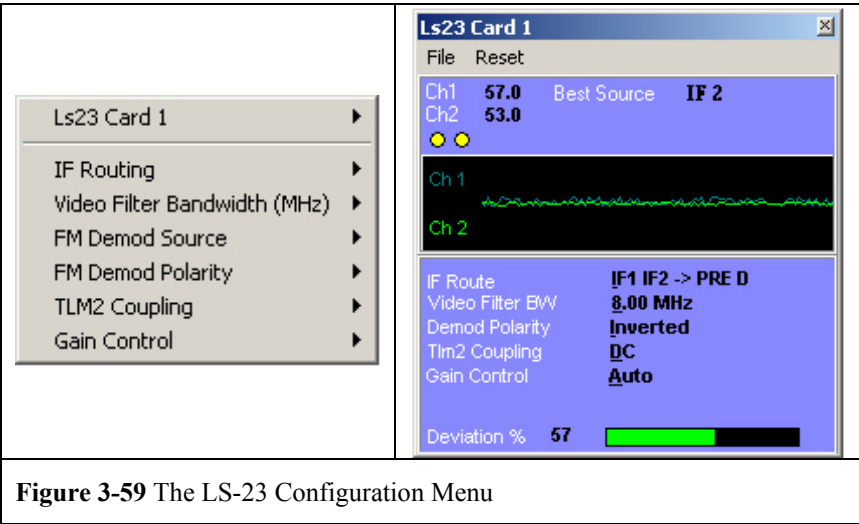 Ls23 Card 1
IF Routing
Video Filter Bandwidth (MHz)
FM Demod Source
FM Demod Polarity
TLM2 Coupling
Gain Control
Ls23 Card 1
File Reset
Ch1 57.0 Best Source IF 2
Ch2 53.0
Ch 1
Ch 2
IF Route IF1 IF2 -> PRE D
Video Filter BW 8.00 MHz
Demod Polarity Inverted
Tlm2 Coupling DC
Gain Control Auto
Deviation % 57
Figure 3-59 The LS-23 Configuration Menu